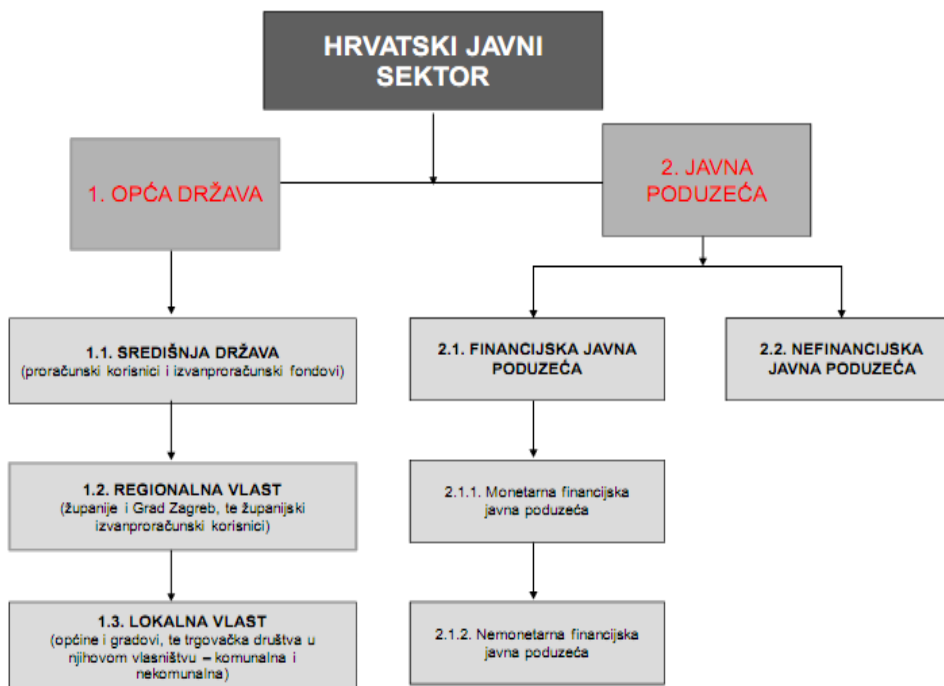 HRVATSKI JAVNI
SEKTOR
1. OPĆA DRŽAVA
2. JAVNA
PODUZEĆA
1.1. SREDIŠNJA DRŽAVA
(proračunski korisnici i izvanproračunski fondovi)
2.1. FINANCIJSKA JAVNA
PODUZEĆA
2.2. NEFINANCIJSKA
JAVNA PODUZEĆA
1.2. REGIONALNA VLAST
(županije i Grad Zagreb, te županijski
izvanproračunski korisnici)
2.1.1. Monetarna financijska
javna poduzeća
1.3. LOKALNA VLAST
(općine i gradovi, te trgovačka društva u
njihovom vlasništvu – komunalna i
nekomunalna)
2.1.2. Nemonetarna financijska
javna poduzeća